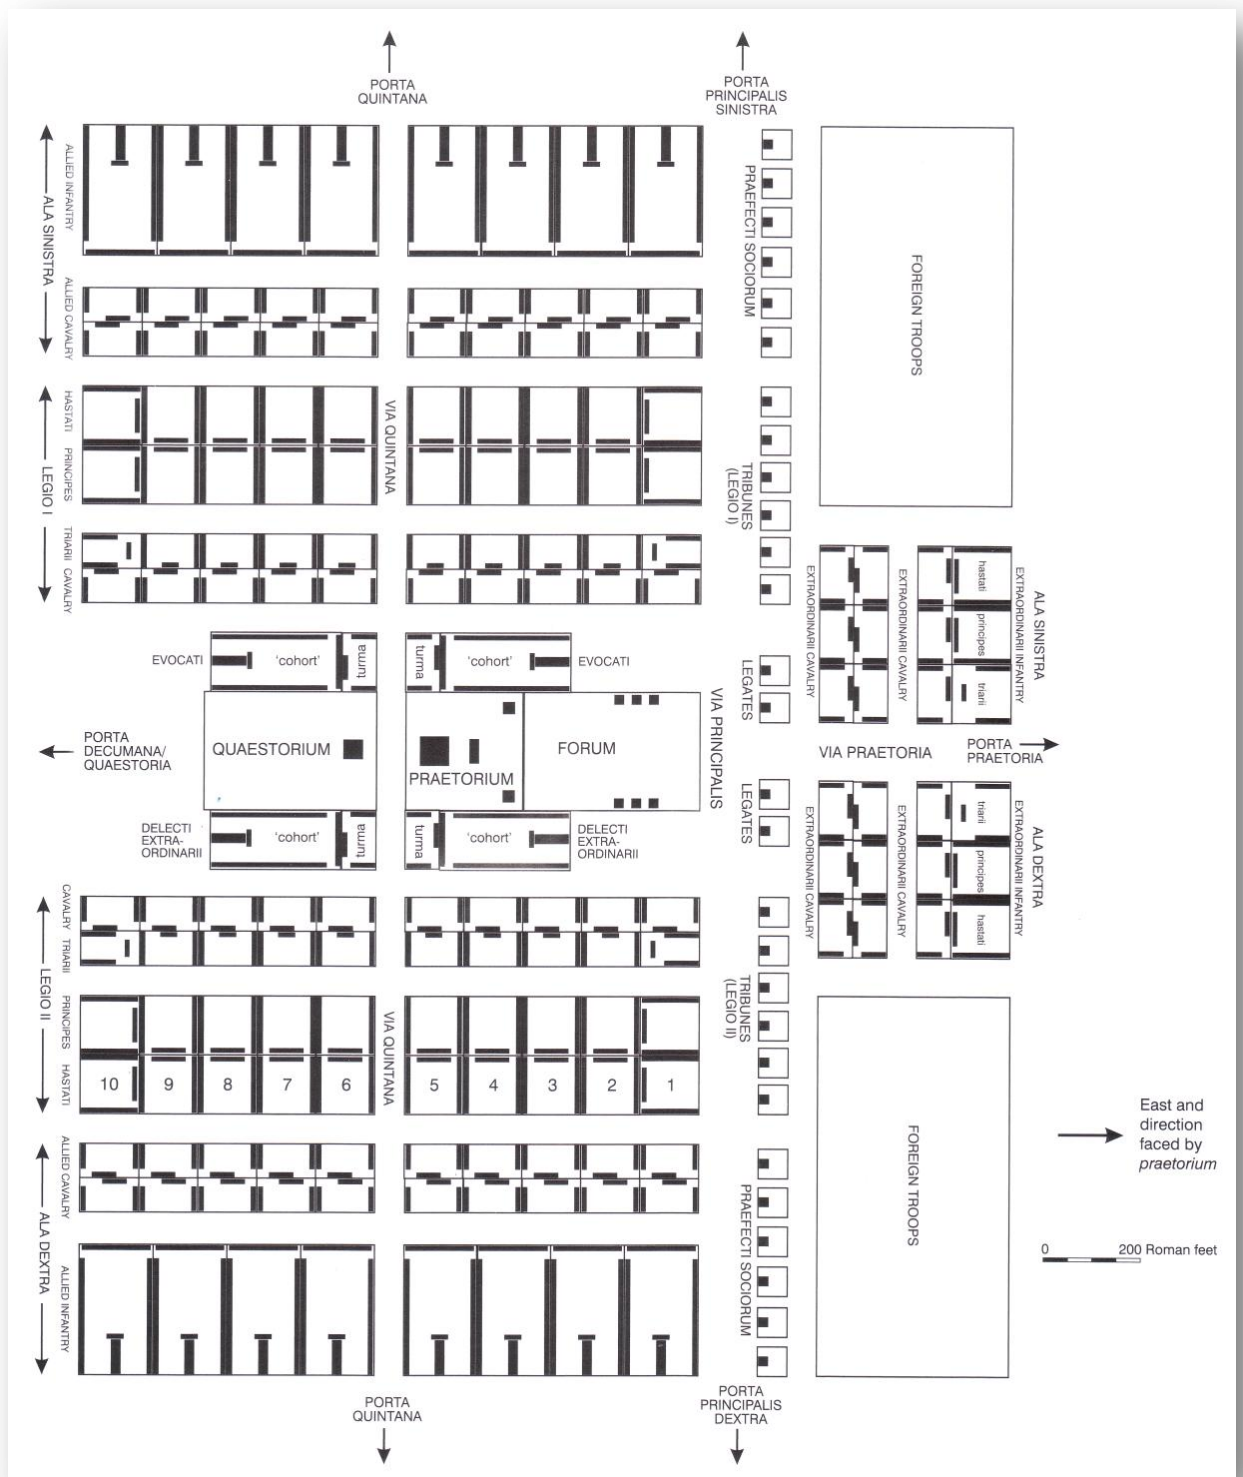 PORTA
QUINTANA
PORTA
PRINCIPALIS
SINISTRA
ALA SINISTRA
ALLIED INFANTRY
ALLIED CAVALRY
PRAEFECTI SOCIORUM
FOREIGN TROOPS
LEGIO I
HASTATI
PRINCIPES
TRIARII
CAVALRY
VIA QUINTANA
TRIBUNES
(LEGIO I)
EXTRAORDINARII CAVALRY
EXTRAORDINARII CAVALRY
hastati
principes
triarii
EXTRAORDINARII INFANTRY
ALA SINISTRA
EVOCATI
'cohort'
turma
turma
'cohort'
EVOCATI
LEGATES
PORTA
DECUMANA/
QUAESTORIA
QUAESTORIUM
PRAETORIUM
FORUM
VIA PRINCIPALIS
VIA PRAETORIA
PORTA
PRAETORIA
DELECTI
EXTRA-
ORDINARII
'cohort'
turma
turma
'cohort'
DELECTI
EXTRA-
ORDINARII
LEGATES
EXTRAORDINARII CAVALRY
EXTRAORDINARII CAVALRY
triarii
principes
hastati
EXTRAORDINARII INFANTRY
ALA DEXTRA
LEGIO II
CAVALRY
TRIARII
PRINCIPES
HASTATI
VIA QUINTANA
TRIBUNES
(LEGIO II)
10 9 8 7 6 5 4 3 2 1
ALA DEXTRA
ALLIED CAVALRY
ALLIED INFANTRY
PRAEFECTI SOCIORUM
FOREIGN TROOPS
East and
direction
faced by
praetorium
0 200 Roman feet
PORTA
QUINTANA
PORTA
PRINCIPALIS
DEXTRA